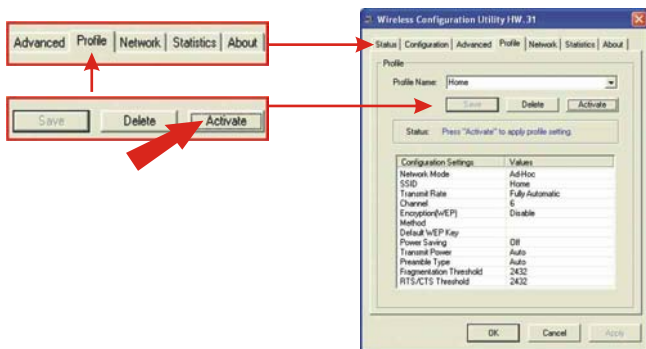 Advanced Profile Network Statistics About
Save Delete Activate
Wireless Configuration Utility HW.31
Status Configuration Advanced Profile Network Statistics About
Profile
Profile Name: Home
Save Delete Activate
Status: Press "Activate" to apply profile setting.
Configuration Settings Values
Network Mode Ad-Hoc
SSID Home
Transmit Rate Fully Automatic
Channel 6
Encryption(WEP) Disable
Method
Default WEP Key
Power Saving Off
Transmit Power Auto
Preamble Type Auto
Fragmentation Threshold 2432
RTS/CTS Threshold 2432
OK Cancel Apply